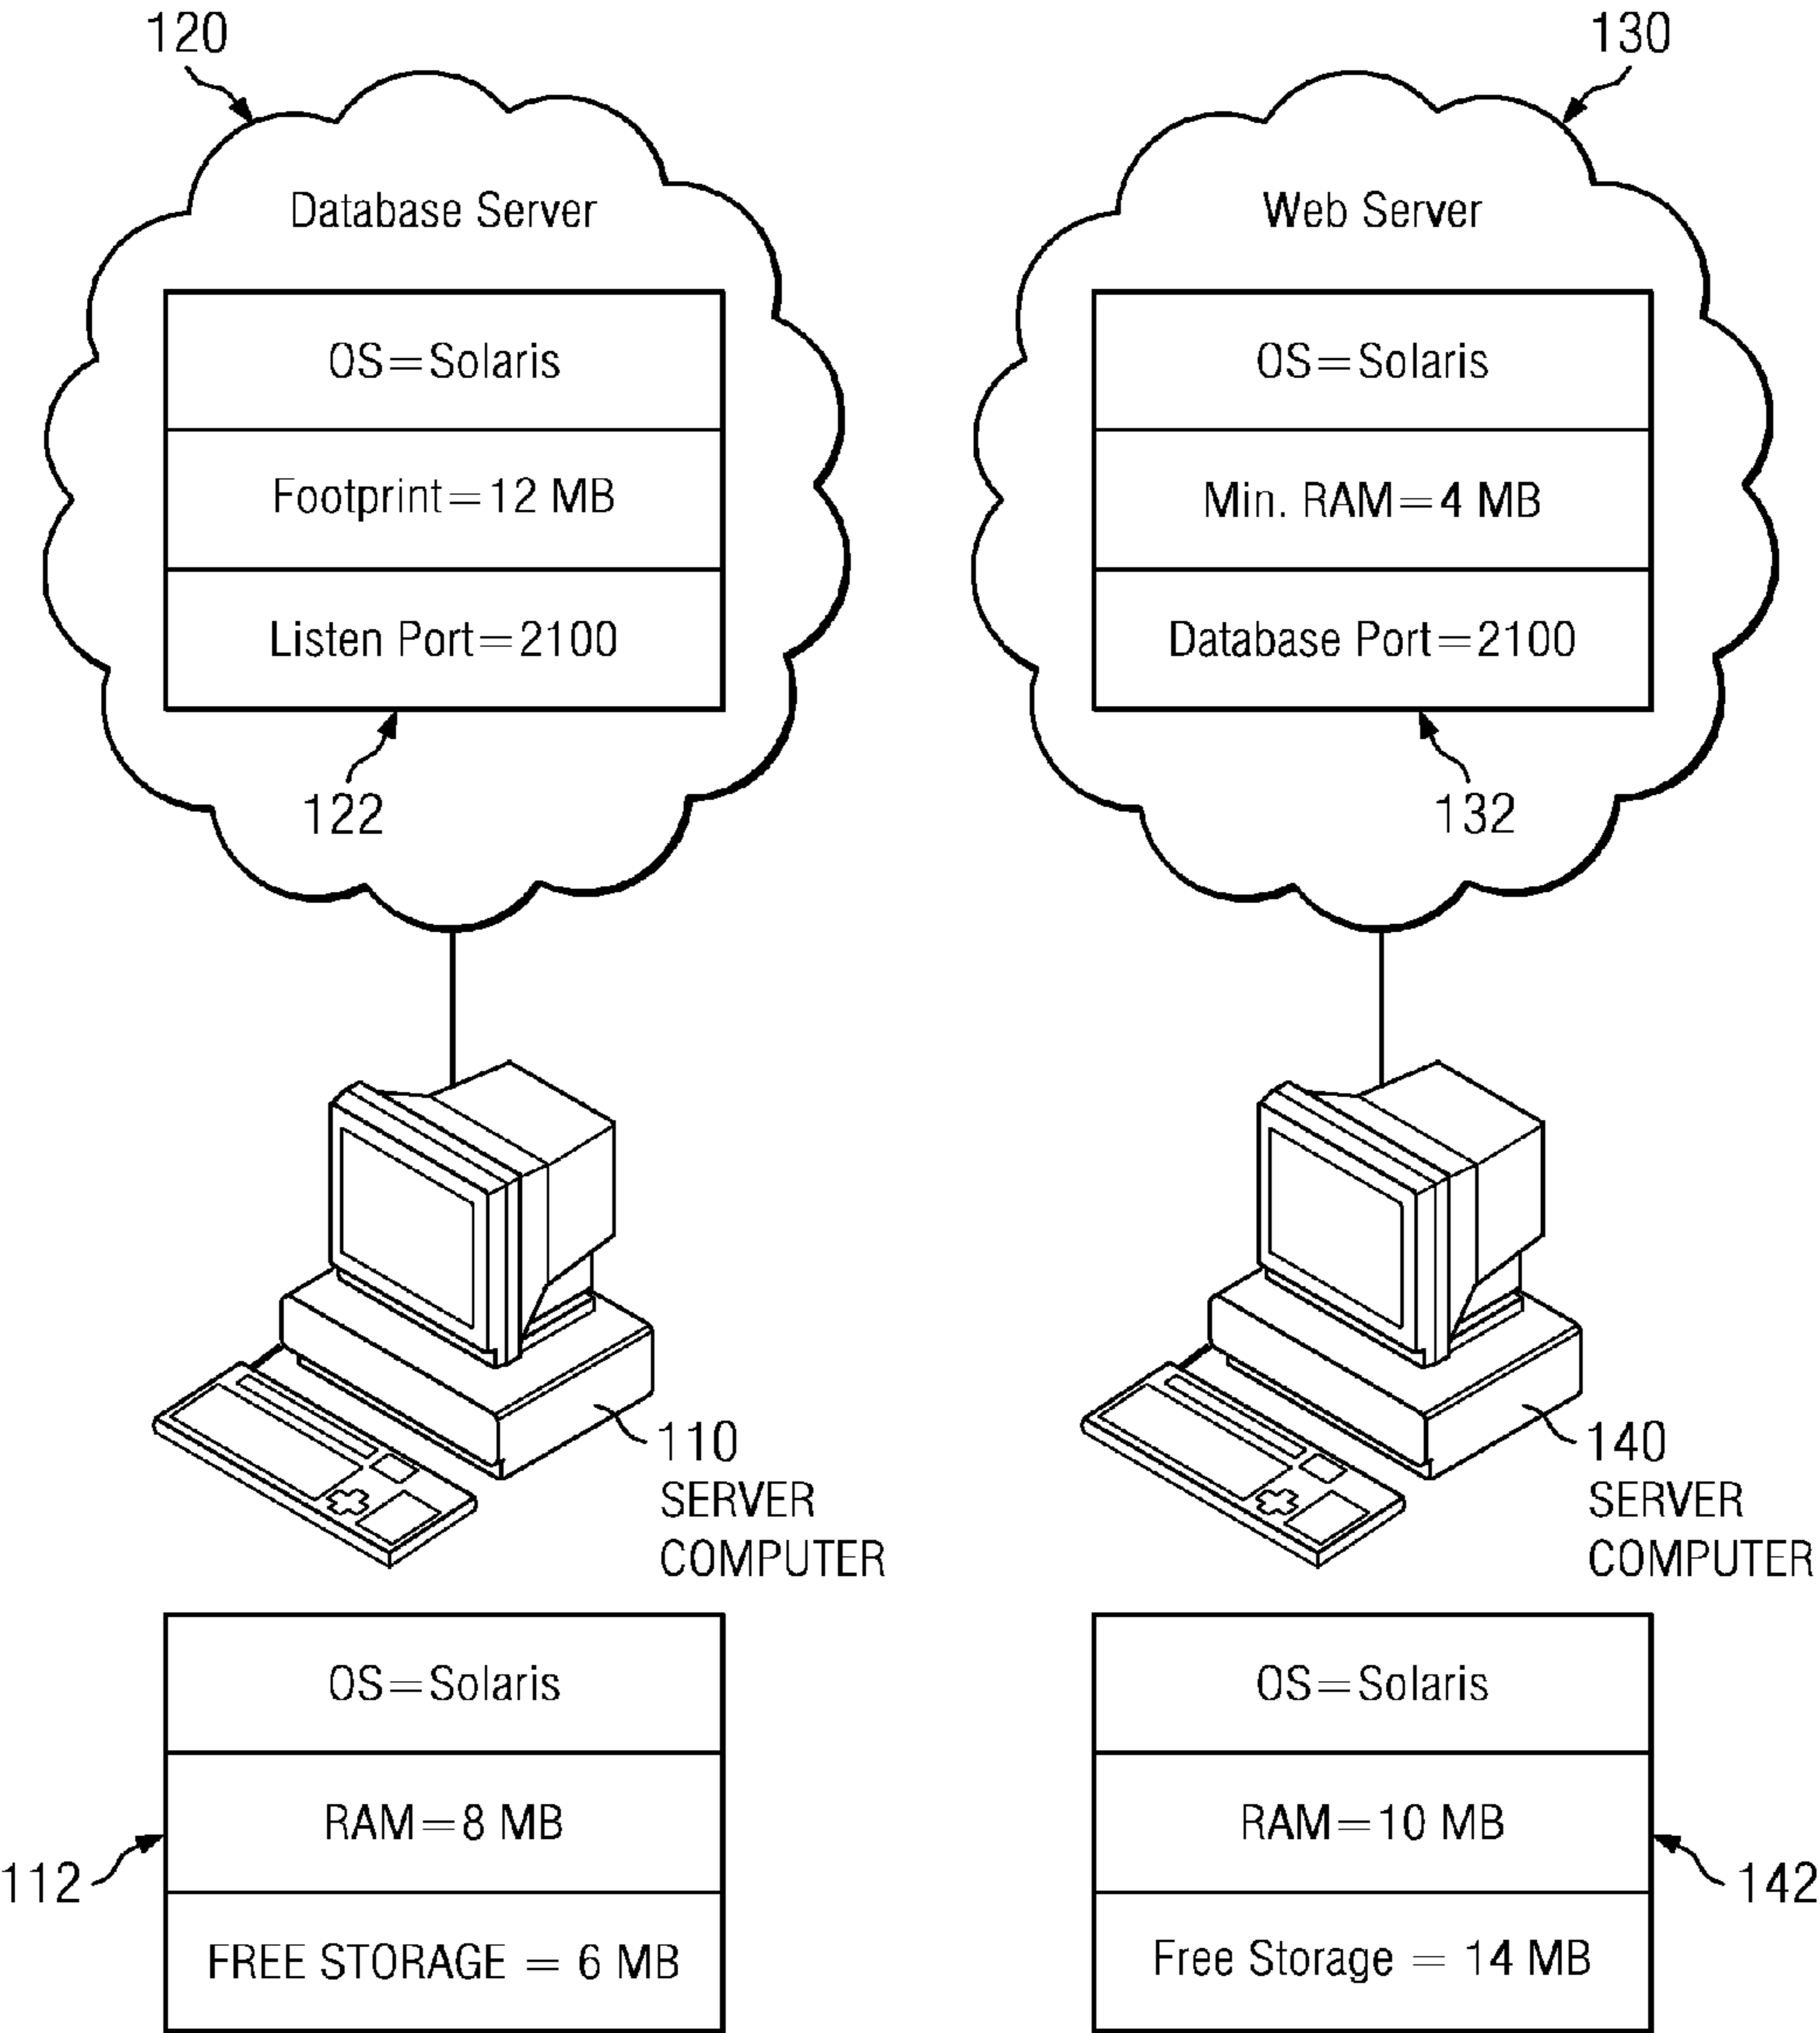 120
130
Database Server
OS=Solaris
Footprint=12 MB
Listen Port=2100
122
Web Server
OS=Solaris
Min. RAM=4 MB
Database Port=2100
132
110
SERVER
COMPUTER
140
SERVER
COMPUTER
OS=Solaris
RAM=8 MB
FREE STORAGE = 6 MB
112
OS=Solaris
RAM=10 MB
Free Storage = 14 MB
142